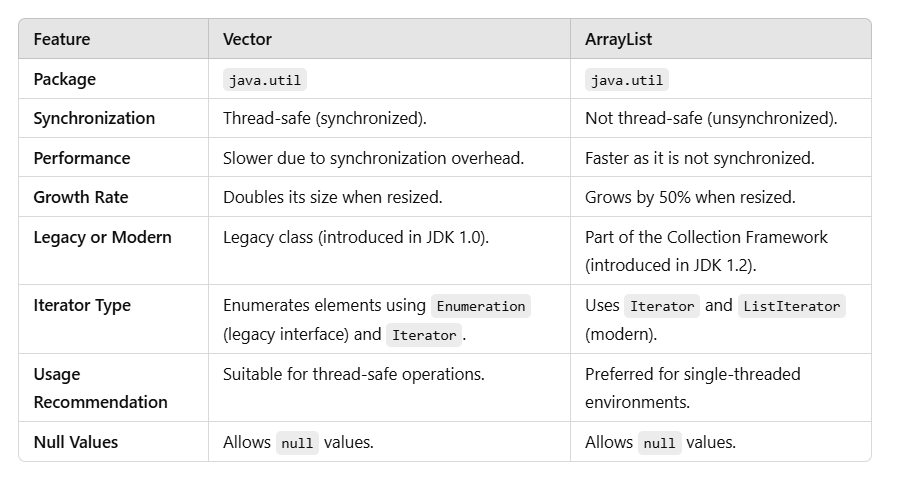 Feature Vector ArrayList
Package java.util java.util
Synchronization Thread-safe (synchronized). Not thread-safe (unsynchronized).
Performance Slower due to synchronization overhead. Faster as it is not synchronized.
Growth Rate Doubles its size when resized. Grows by 50% when resized.
Legacy or Modern Legacy class (introduced in JDK 1.0). Part of the Collection Framework
(introduced in JDK 1.2).
Iterator Type Enumerates elements using Enumeration Uses Iterator and ListIterator
(legacy interface) and Iterator. (modern).
Usage Suitable for thread-safe operations. Preferred for single-threaded
Recommendation environments.
Null Values Allows null values. Allows null values.